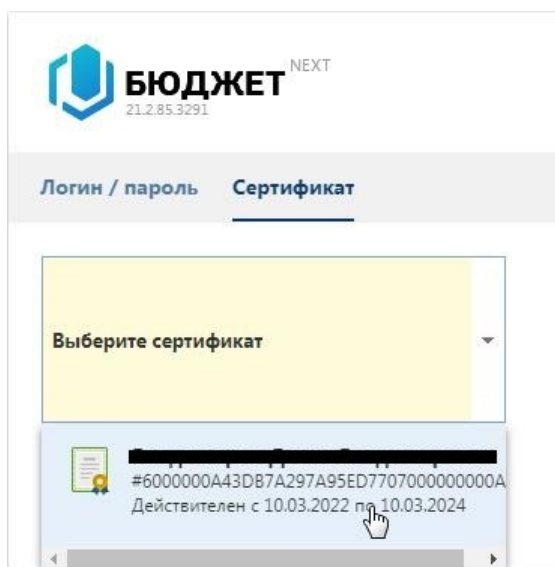 БЮДЖЕТ NEXT
21.2.85.3291
Логин / пароль Сертификат
Выберите сертификат
#6000000A43DB7A297A95ED7707000000000A
Действителен с 10.03.2022 по 10.03.2024